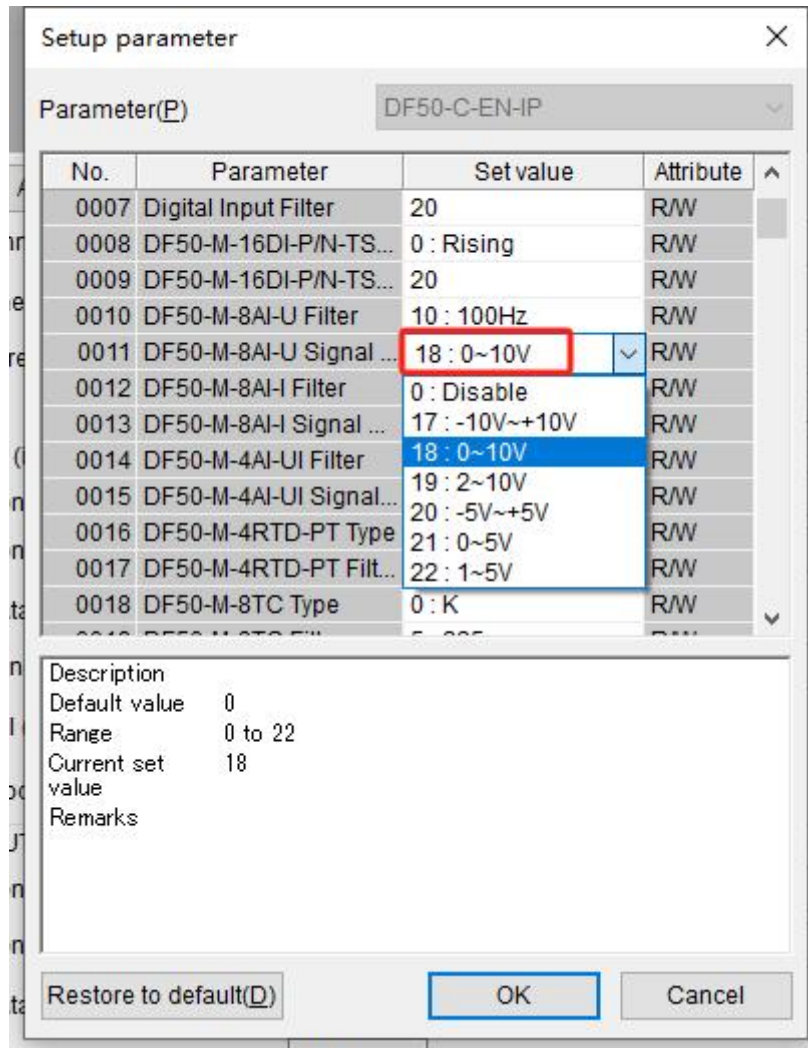 Setup parameter
Parameter(P) DF50-C-EN-IP
No. Parameter Set value Attribute
0007 Digital Input Filter 20 R/W
0008 DF50-M-16DI-P/N-TS... 0 : Rising R/W
0009 DF50-M-16DI-P/N-TS... 20 R/W
0010 DF50-M-8AI-U Filter 10 : 100Hz R/W
0011 DF50-M-8AI-U Signal ... 18 : 0~10V R/W
0012 DF50-M-8AI-I Filter 0 : Disable R/W
0013 DF50-M-8AI-I Signal ... 17 : -10V~+10V R/W
0014 DF50-M-4AI-UI Filter 18 : 0~10V R/W
0015 DF50-M-4AI-UI Signal... 19 : 2~10V R/W
20 : -5V~+5V
0016 DF50-M-4RTD-PT Type 21 : 0~5V R/W
0017 DF50-M-4RTD-PT Filt... 22 : 1~5V R/W
0018 DF50-M-8TC Type 0 : K R/W
Description
Default value 0
Range 0 to 22
Current set 18
value
Remarks
Restore to default(D) OK Cancel